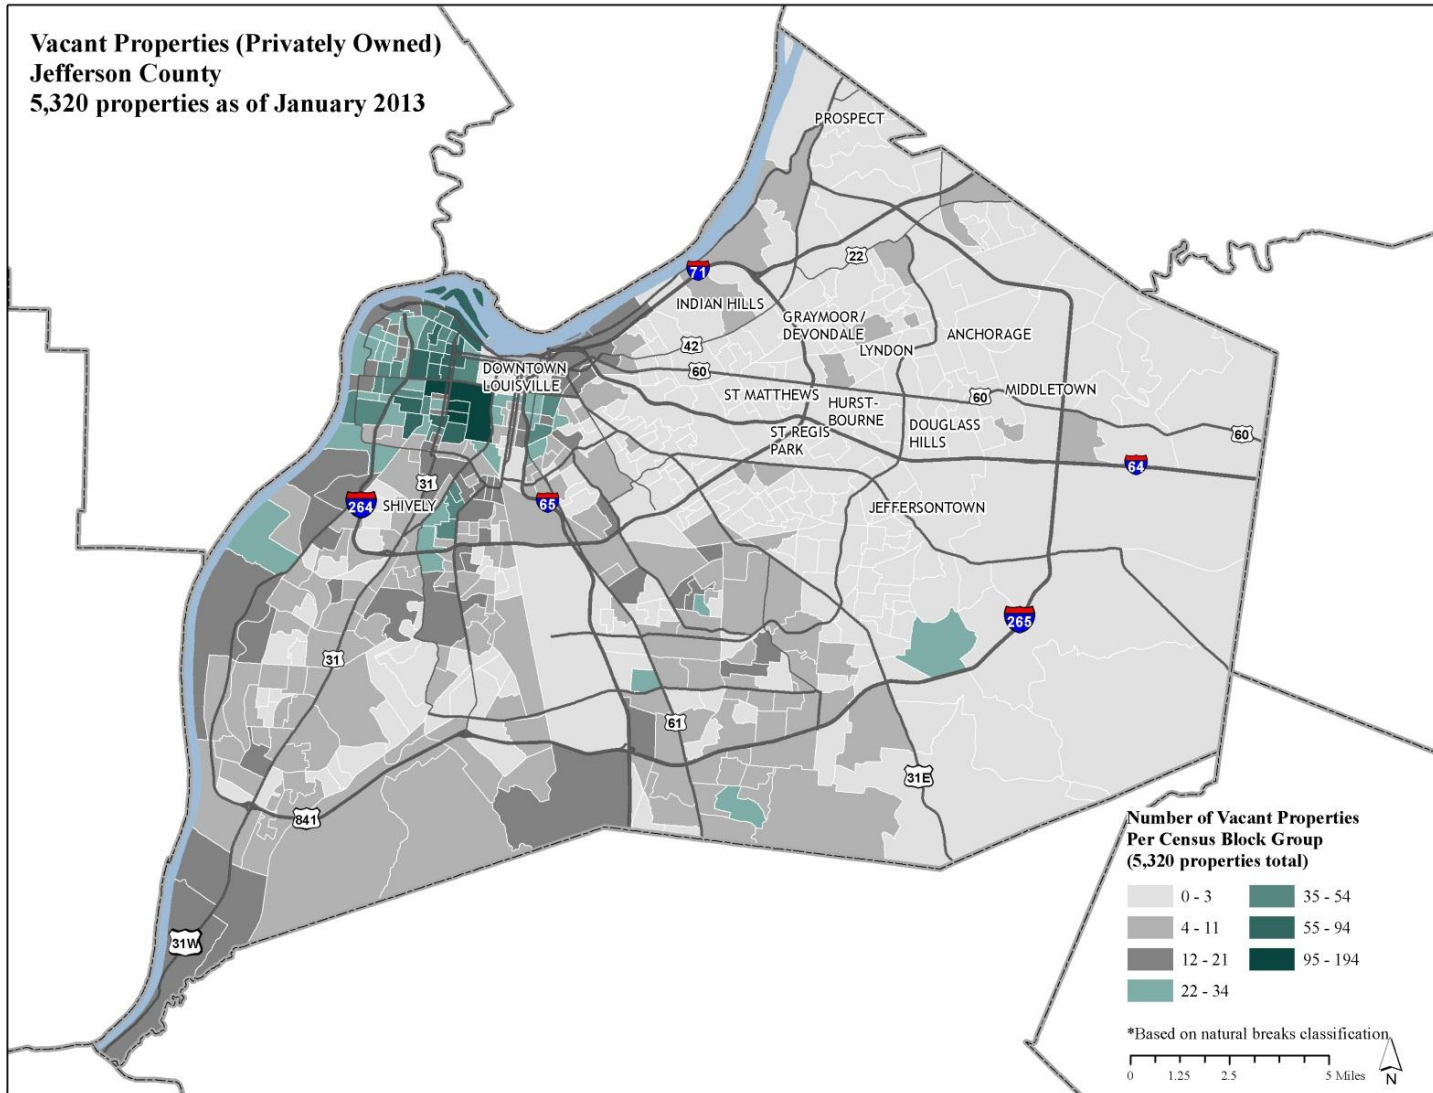 Vacant Properties (Privately Owned)
Jefferson County
5,320 properties as of January 2013
PROSPECT
22
71
INDIAN HILLS
GRAYMOOR/
DEVONDALE
ANCHORAGE
42
LYNDON
DOWNTOWN
LOUISVILLE
60
ST MATTHEWS
60
MIDDLETOWN
HURST-
BOURNE
ST REGIS
PARK
DOUGLASS
HILLS
60
64
31
264
SHIVELY
65
JEFFERSONTOWN
265
31
61
31E
841
31W
Number of Vacant Properties
Per Census Block Group
(5,320 properties total)
0 - 3
35 - 54
4 - 11
55 - 94
12 - 21
95 - 194
22 - 34
*Based on natural breaks classification
0 1.25 2.5 5 Miles
N